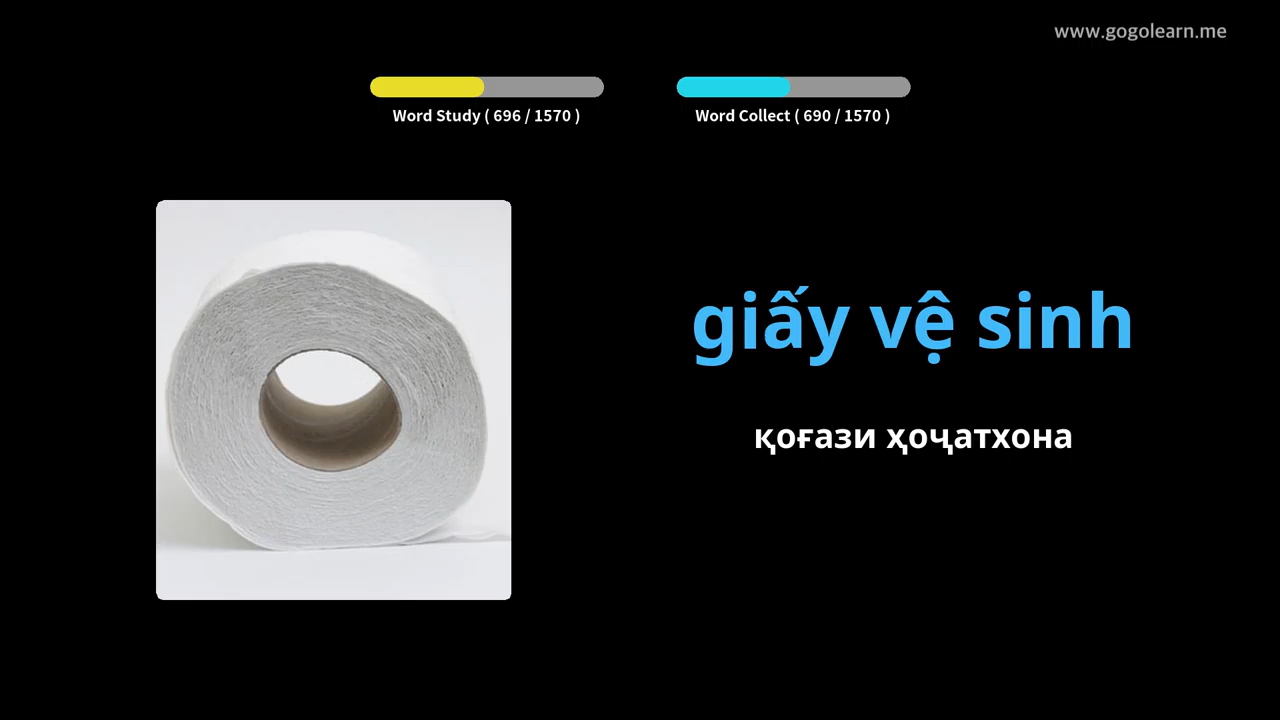 www.gogolearn.me
Word Study ( 696 / 1570 )
Word Collect ( 690 / 1570 )
giấy vệ sinh
қоғази ҳоҷатхона